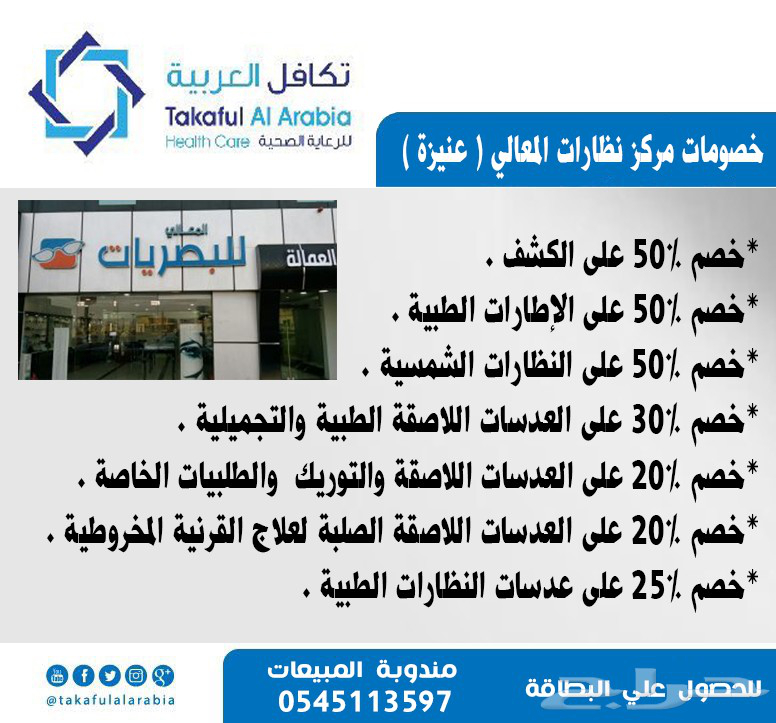 تكافل العربية
Takaful Al Arabia
Health Care للرعاية الصحية
خصومات مركز نظارات المعالي ( عنيزة )
المعالي
للبصريات
العمالة
*خصم 50% على الكشف .
*خصم 50% على الإطارات الطبية .
*خصم 50% على النظارات الشمسية .
*خصم 30% على العدسات اللاصقة الطبية والتجميلية .
*خصم 20% على العدسات اللاصقة والتوريك والطلبيات الخاصة .
*خصم 20% على العدسات اللاصقة الصلبة لعلاج القرنية المخروطية .
*خصم 25% على عدسات النظارات الطبية .
للحصول علي البطاقة
حراج
مندوبة المبيعات
0545113597
@takafulalarabia